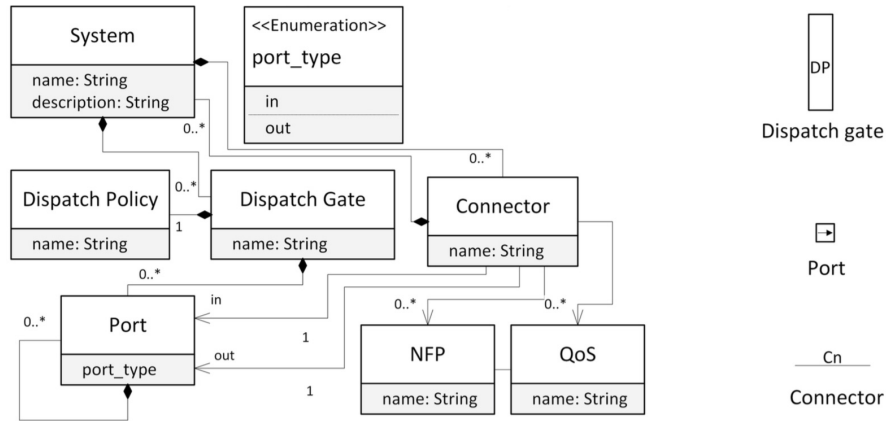 System
name: String
description: String
<<Enumeration>>
port_type
in
out
DP
Dispatch gate
0..*
0..*
Dispatch Policy
name: String
1
0..*
Dispatch Gate
name: String
Connector
name: String
Port
0..*
in
0..*
Port
port_type
out
1
1
0..*
0..*
NFP
name: String
QoS
name: String
Cn
Connector